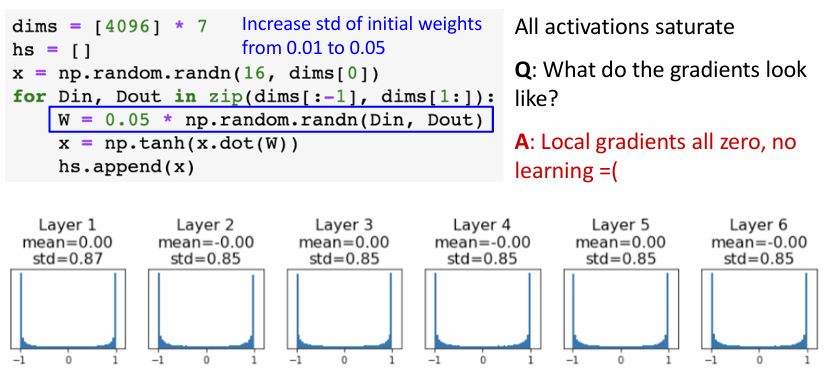 dims = [4096] * 7
hs = []
x = np.random.randn(16, dims[0])
for Din, Dout in zip(dims[:-1], dims[1:]):
    W = 0.05 * np.random.randn(Din, Dout)
    x = np.tanh(x.dot(W))
    hs.append(x)
Increase std of initial weights
from 0.01 to 0.05
All activations saturate
Q: What do the gradients look
like?
A: Local gradients all zero, no
learning =(
Layer 1
mean=0.00
std=0.87
-1 0 1
Layer 2
mean=-0.00
std=0.85
-1 0 1
Layer 3
mean=0.00
std=0.85
-1 0 1
Layer 4
mean=-0.00
std=0.85
-1 0 1
Layer 5
mean=0.00
std=0.85
-1 0 1
Layer 6
mean=-0.00
std=0.85
-1 0 1